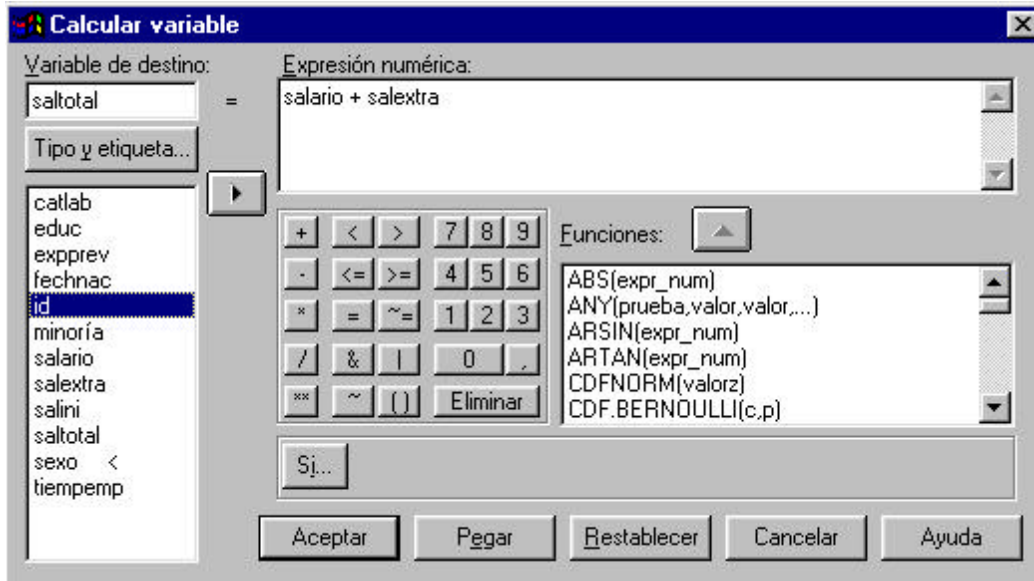 Calcular variable
Variable de destino:
saltotal
=
Tipo y etiqueta...
Expresión numérica:
salario + salextra
catlab
educ
expprev
fechnac
id
minoría
salario
salextra
salini
saltotal
sexo <
tiempemp
+ < > 7 8 9
- <= >= 4 5 6
* = ~= 1 2 3
/ & | 0 ,
** ~ () Eliminar
Funciones:
ABS(expr_num)
ANY(prueba,valor,valor,...)
ARSIN(expr_num)
ARTAN(expr_num)
CDFNORM(valorz)
CDF.BERNOULLI(c,p)
Si...
Aceptar Pegar Restablecer Cancelar Ayuda